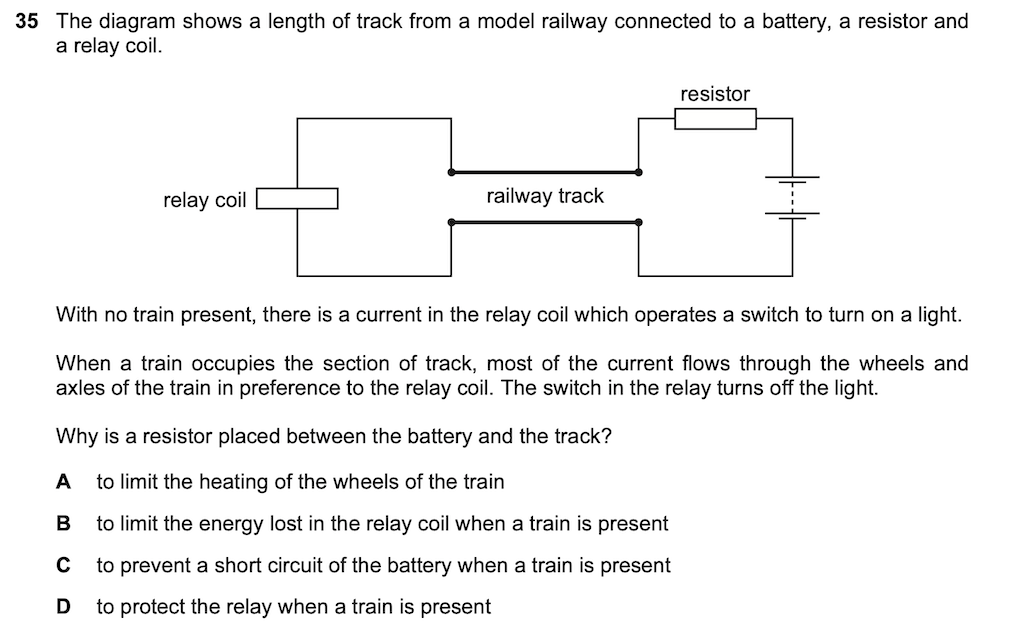 35 The diagram shows a length of track from a model railway connected to a battery, a resistor and
a relay coil.
resistor
relay coil
railway track
With no train present, there is a current in the relay coil which operates a switch to turn on a light.
When a train occupies the section of track, most of the current flows through the wheels and
axles of the train in preference to the relay coil. The switch in the relay turns off the light.
Why is a resistor placed between the battery and the track?
A to limit the heating of the wheels of the train
B to limit the energy lost in the relay coil when a train is present
C to prevent a short circuit of the battery when a train is present
D to protect the relay when a train is present